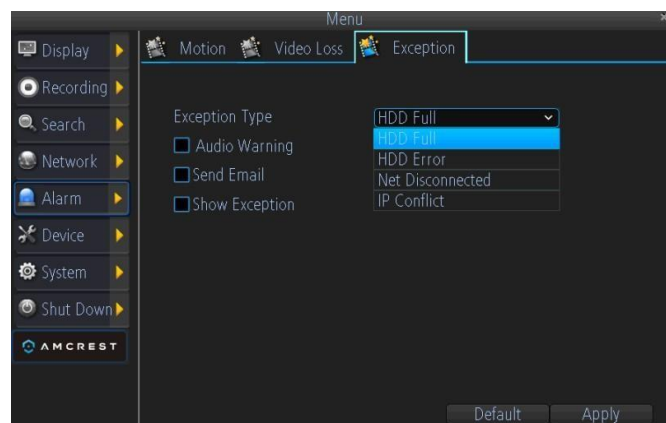 Menu
Display
Recording
Search
Network
Alarm
Device
System
Shut Down
AMCREST
Motion Video Loss Exception
Exception Type HDD Full
Audio Warning
Send Email
Show Exception
HDD Full
HDD Error
Net Disconnected
IP Conflict
Default Apply